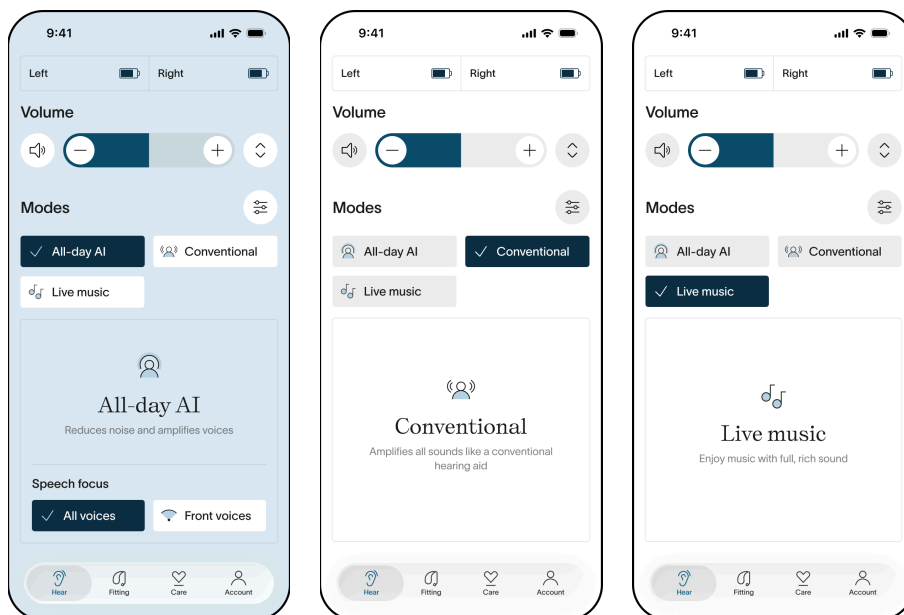 9:41
Left
Right
Volume
Modes
All-day AI
Conventional
Live music
All-day AI
Reduces noise and amplifies voices
Speech focus
All voices
Front voices
Hear
Fitting
Care
Account
9:41
Left
Right
Volume
Modes
All-day AI
Conventional
Live music
Conventional
Amplifies all sounds like a conventional
hearing aid
Hear
Fitting
Care
Account
9:41
Left
Right
Volume
Modes
All-day AI
Conventional
Live music
Live music
Enjoy music with full, rich sound
Hear
Fitting
Care
Account